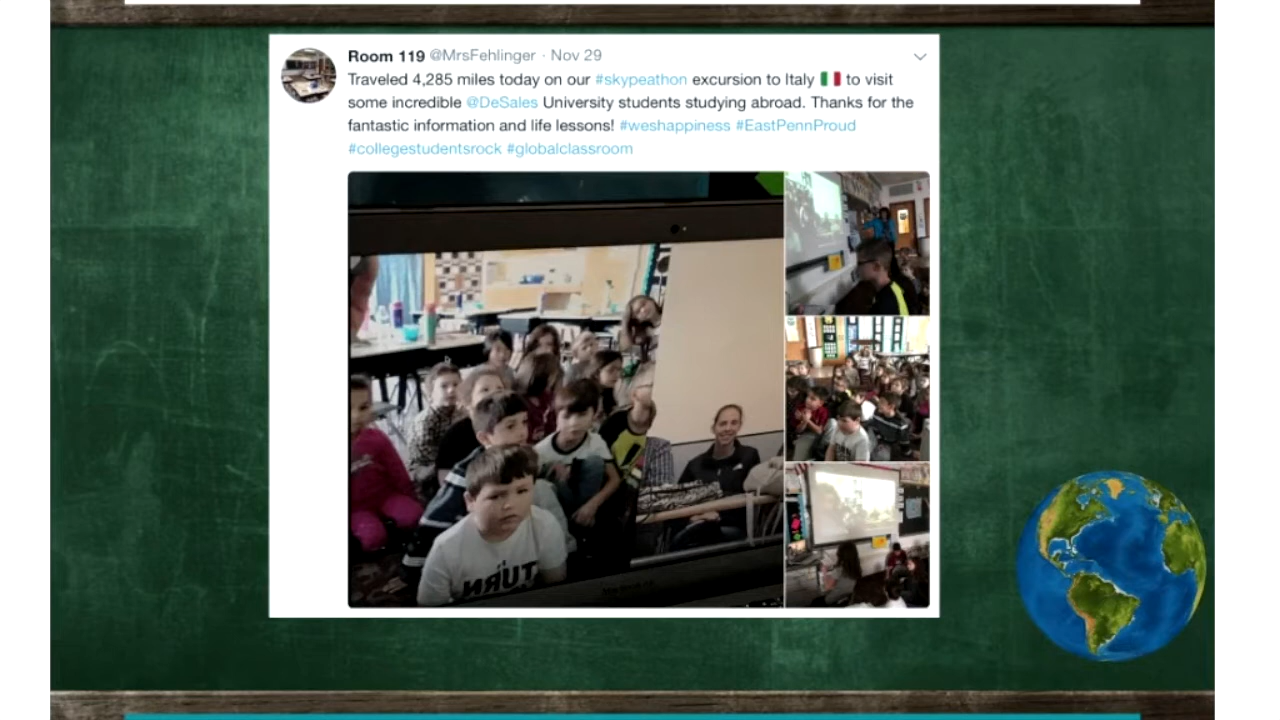 Room 119 @MrsFehlinger · Nov 29
Traveled 4,285 miles today on our #skypeathon excursion to Italy 🇮🇹 to visit
some incredible @DeSales University students studying abroad. Thanks for the
fantastic information and life lessons! #weshappiness #EastPennProud
#collegestudentsrock #globalclassroom